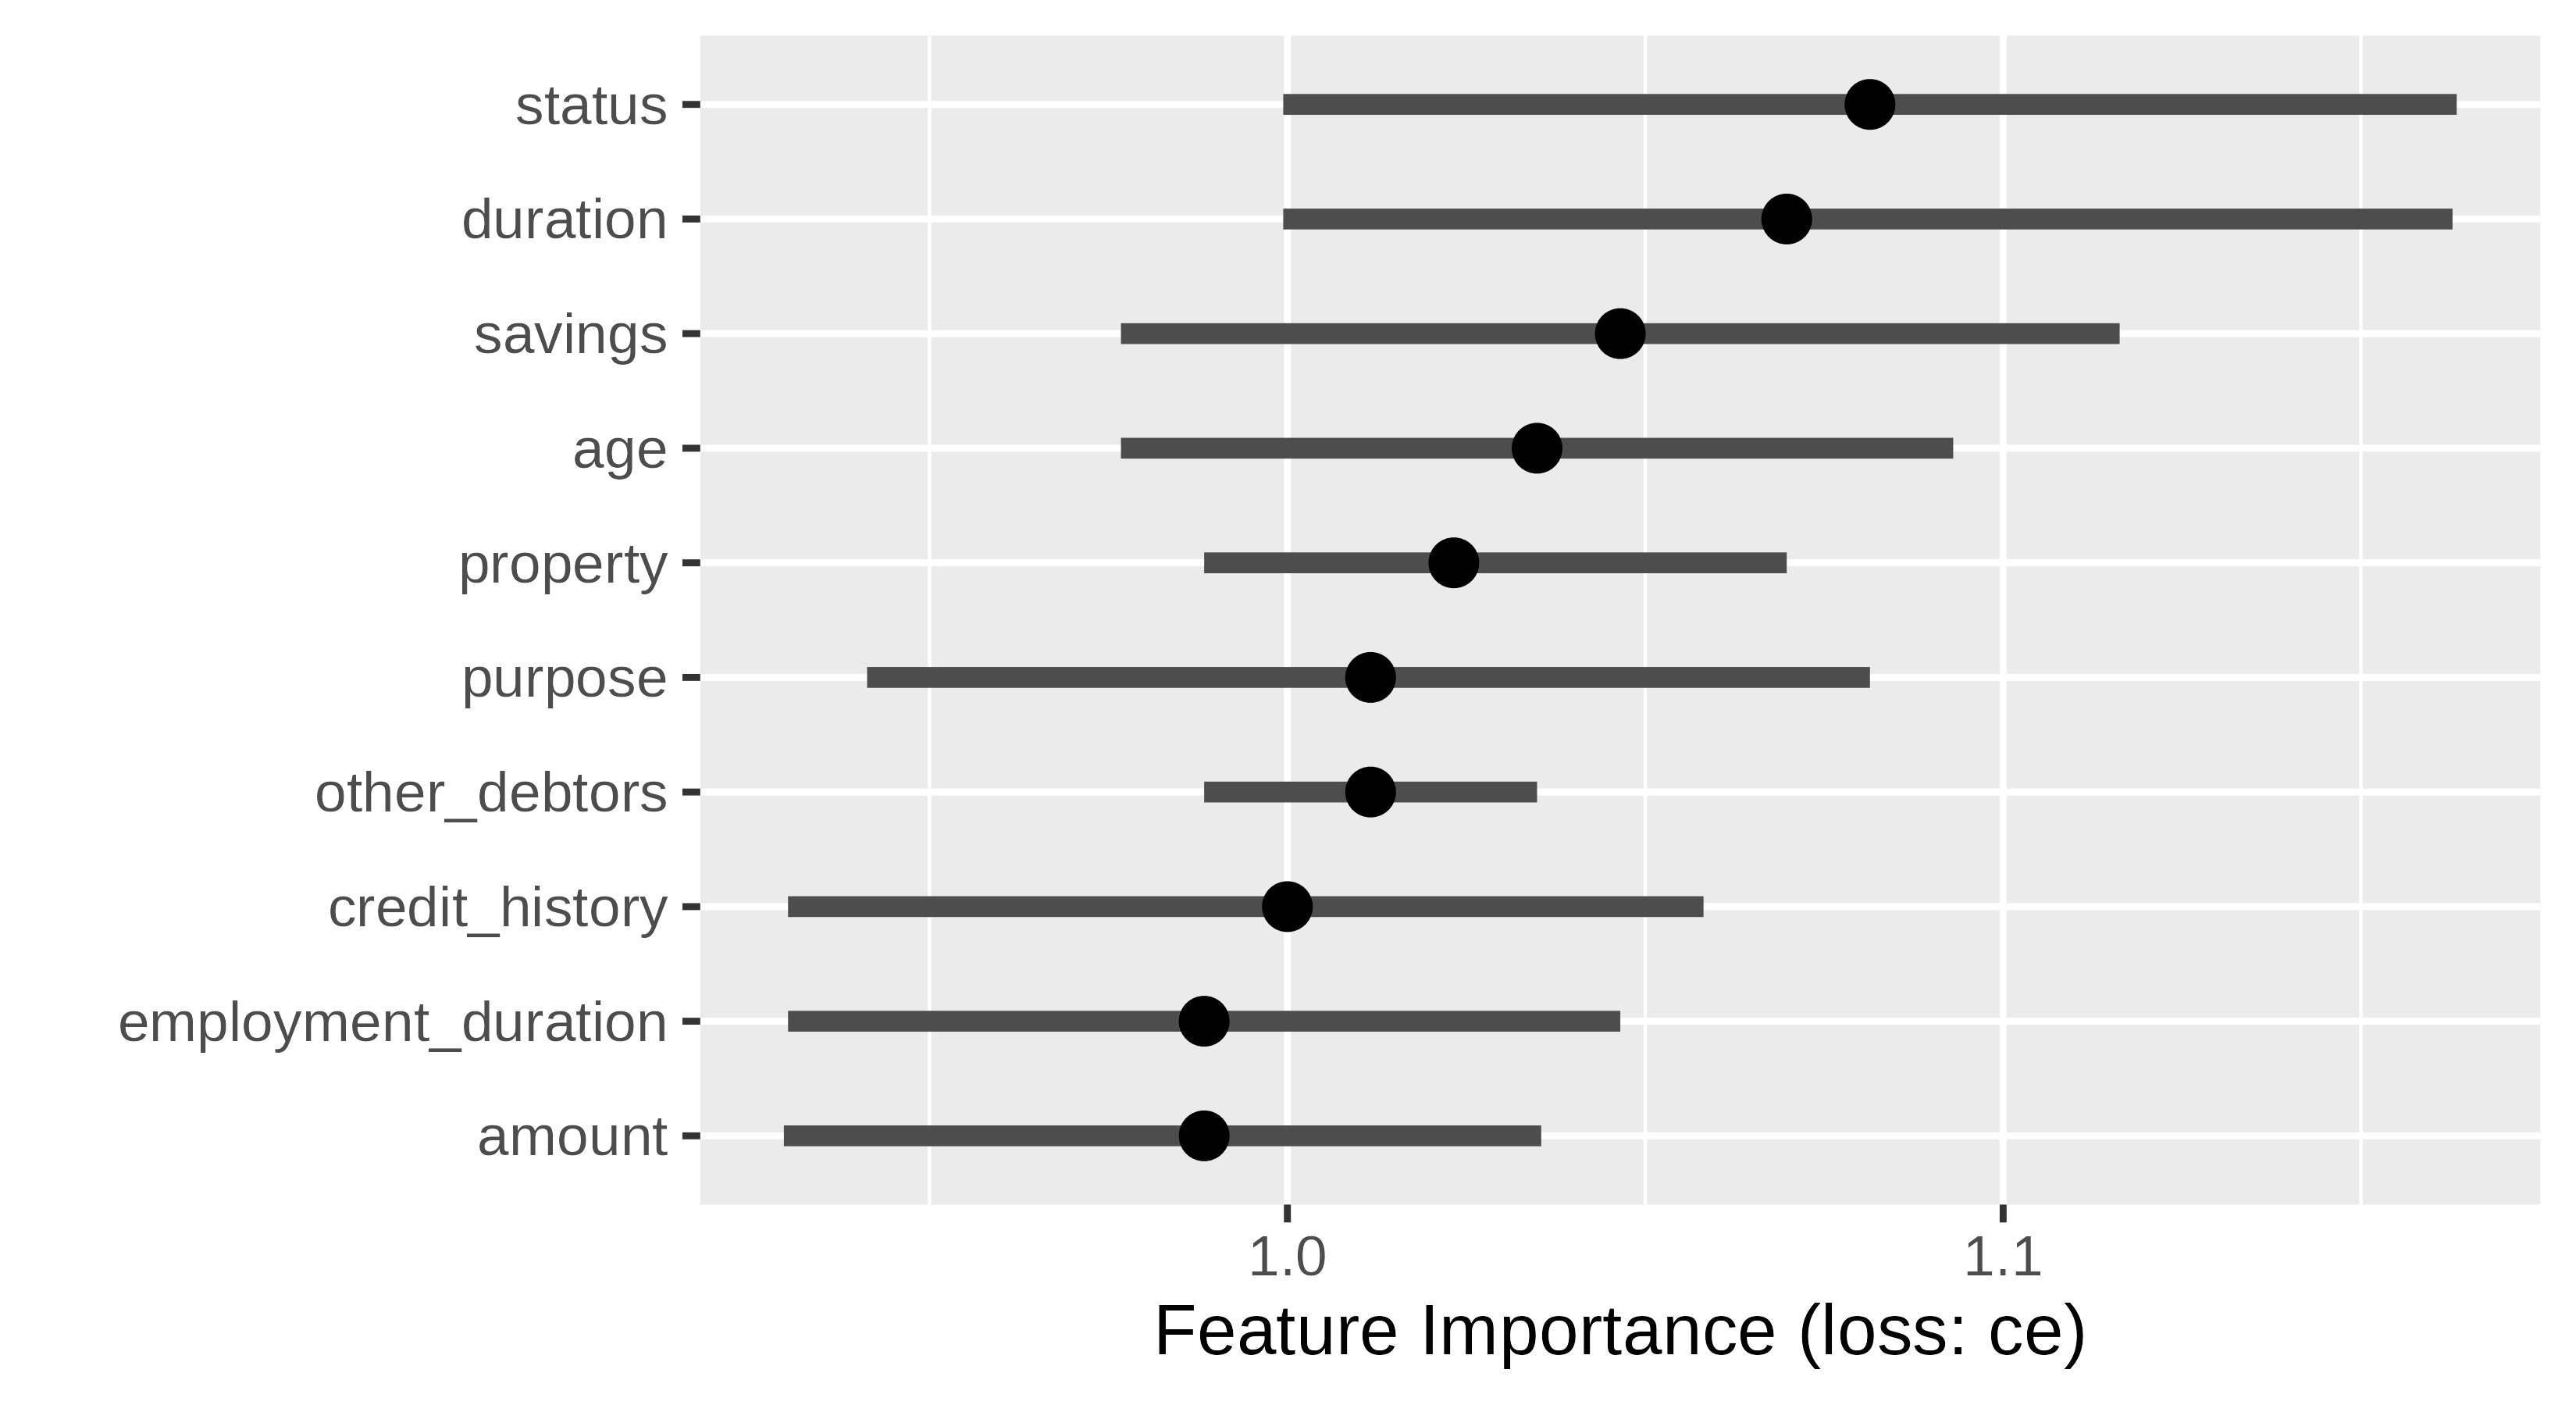 status
duration
savings
age
property
purpose
other_debtors
credit_history
employment_duration
amount
1.0 1.1
Feature Importance (loss: ce)